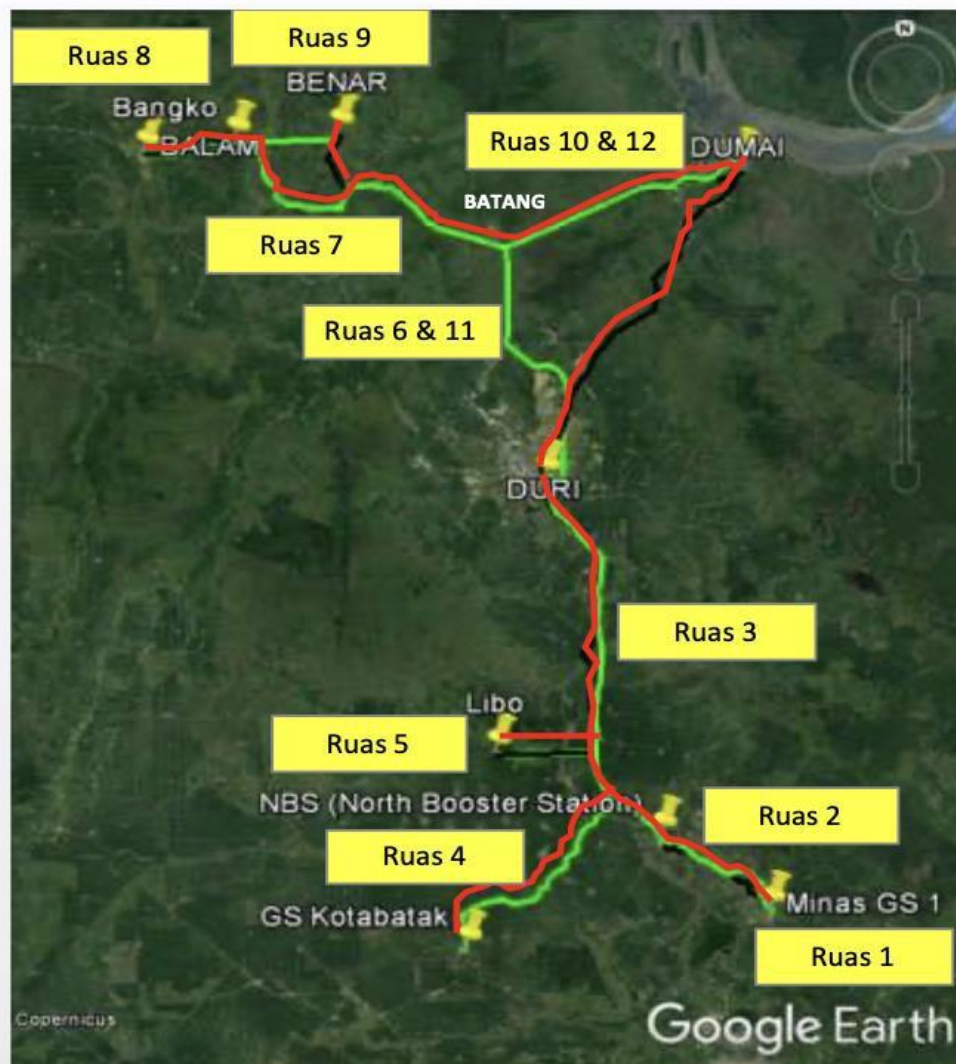 Ruas 9
Ruas 8
BENAR
Bangko
BALAM
Ruas 10 & 12
DUMAI
BATANG
Ruas 7
Ruas 6 & 11
DURI
Ruas 3
Libo
Ruas 5
NBS (North Booster Station)
Ruas 2
Ruas 4
Minas GS 1
GS Kotabatak
Ruas 1
Copernicus
Google Earth
N